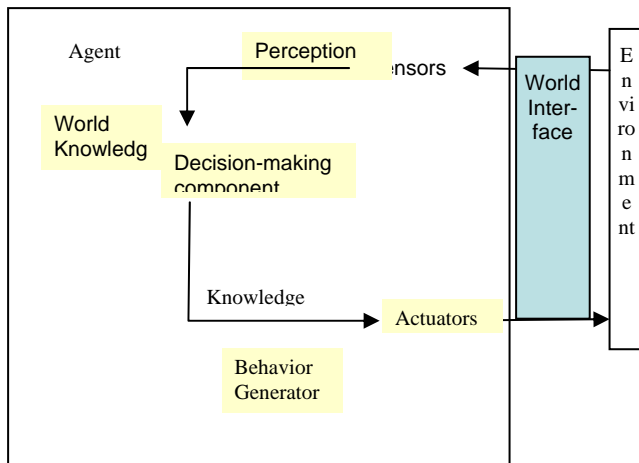 Agent
Perception
ensors
World
Inter-
face
E
n
vi
ro
n
m
e
nt
World
Knowledg
Decision-making
component
Knowledge
Actuators
Behavior
Generator